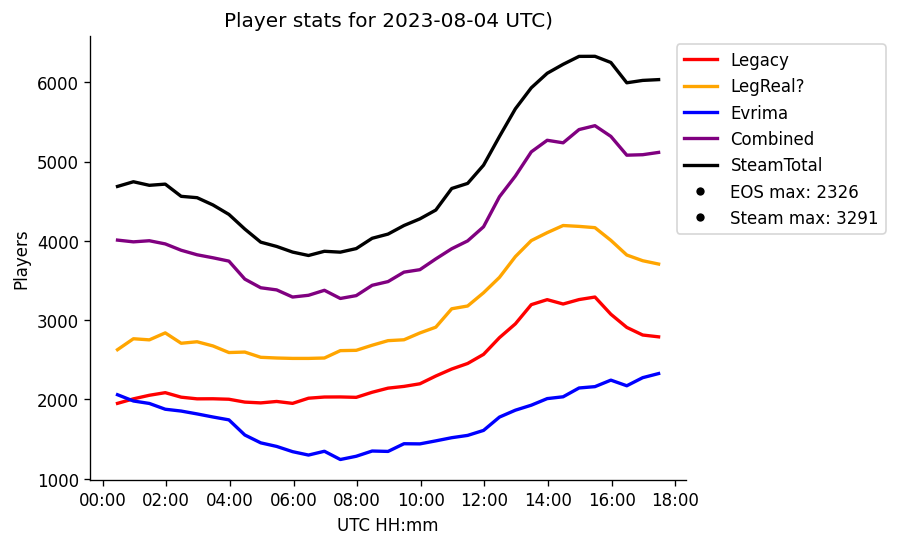 Player stats for 2023-08-04 UTC)
Legacy
LegReal?
Evrima
Combined
SteamTotal
EOS max: 2326
Steam max: 3291
Players
6000
5000
4000
3000
2000
1000
00:00 02:00 04:00 06:00 08:00 10:00 12:00 14:00 16:00 18:00
UTC HH:mm